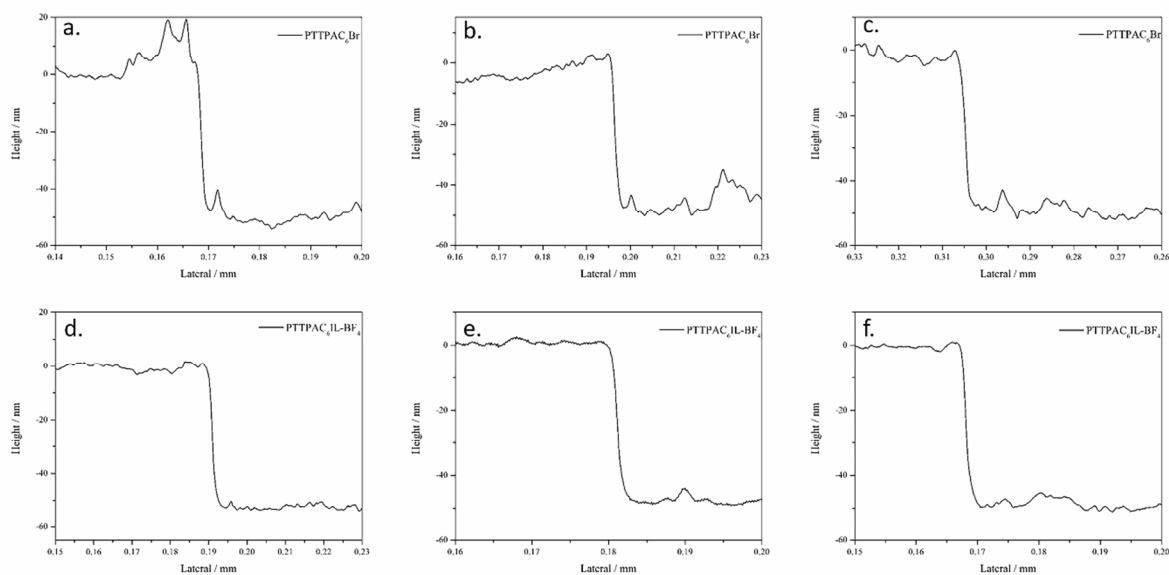 a.
PTTPAC₆Br
Height / nm
20
0
-20
-40
-60
0.14 0.15 0.16 0.17 0.18 0.19 0.20
Lateral / mm
b.
PTTPAC₆Br
Height / nm
20
0
-20
-40
-60
0.16 0.17 0.18 0.19 0.20 0.21 0.22 0.23
Lateral / mm
c.
PTTPAC₆Br
Height / nm
0
-20
-40
-60
0.33 0.32 0.31 0.30 0.29 0.28 0.27 0.26
Lateral / mm
d.
PTTPAC₆IL-BF₄
Height / nm
20
0
-20
-40
-60
0.15 0.16 0.17 0.18 0.19 0.20 0.21 0.22 0.23
Lateral / mm
e.
PTTPAC₆IL-BF₄
Height / nm
0
-20
-40
-60
0.16 0.17 0.18 0.19 0.20
Lateral / mm
f.
PTTPAC₆IL-BF₄
Height / nm
0
-20
-40
-60
0.15 0.16 0.17 0.18 0.19 0.20
Lateral / mm